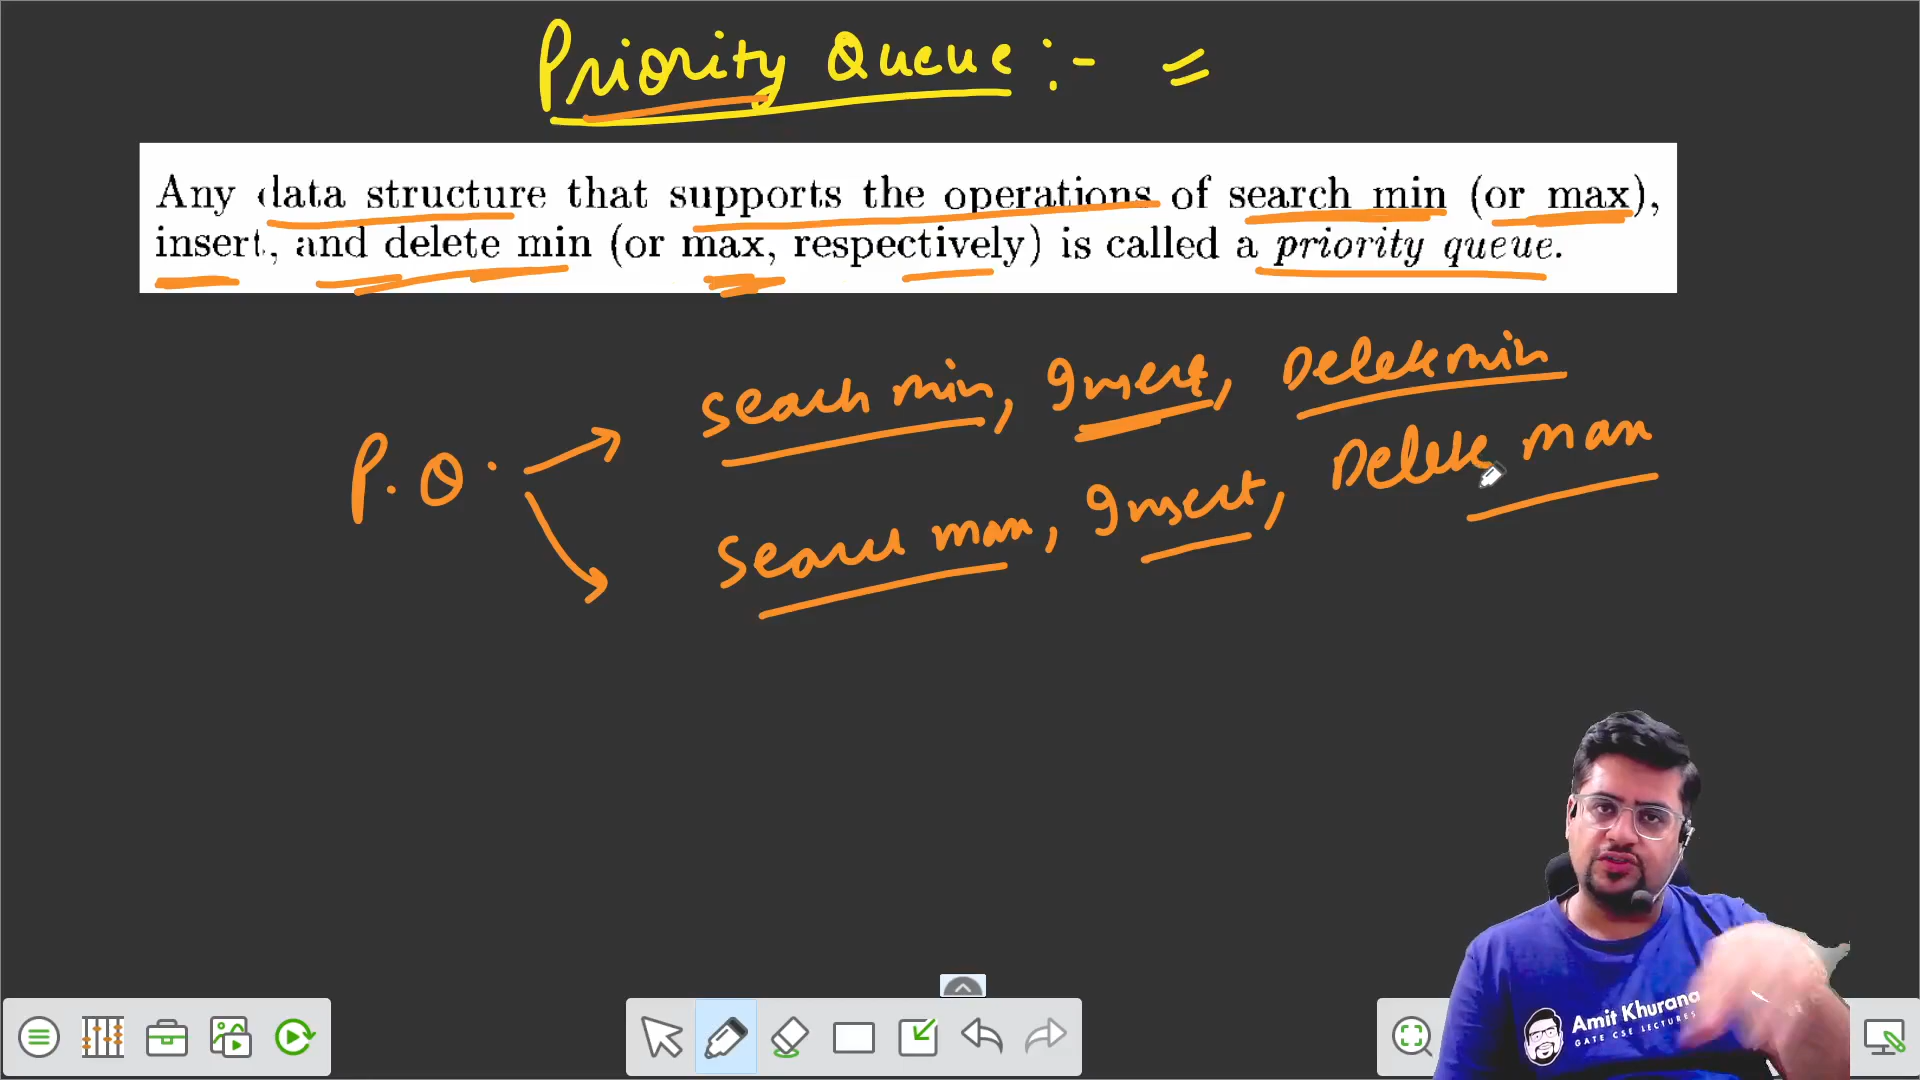 Priority Queue :- =
Any data structure that supports the operations of search min (or max),
insert, and delete min (or max, respectively) is called a priority queue.
Seach min, Insert, Delete min
P.Q. Search max, Insert, Delete max
Amit Khurana
GATE CSE LECTURES